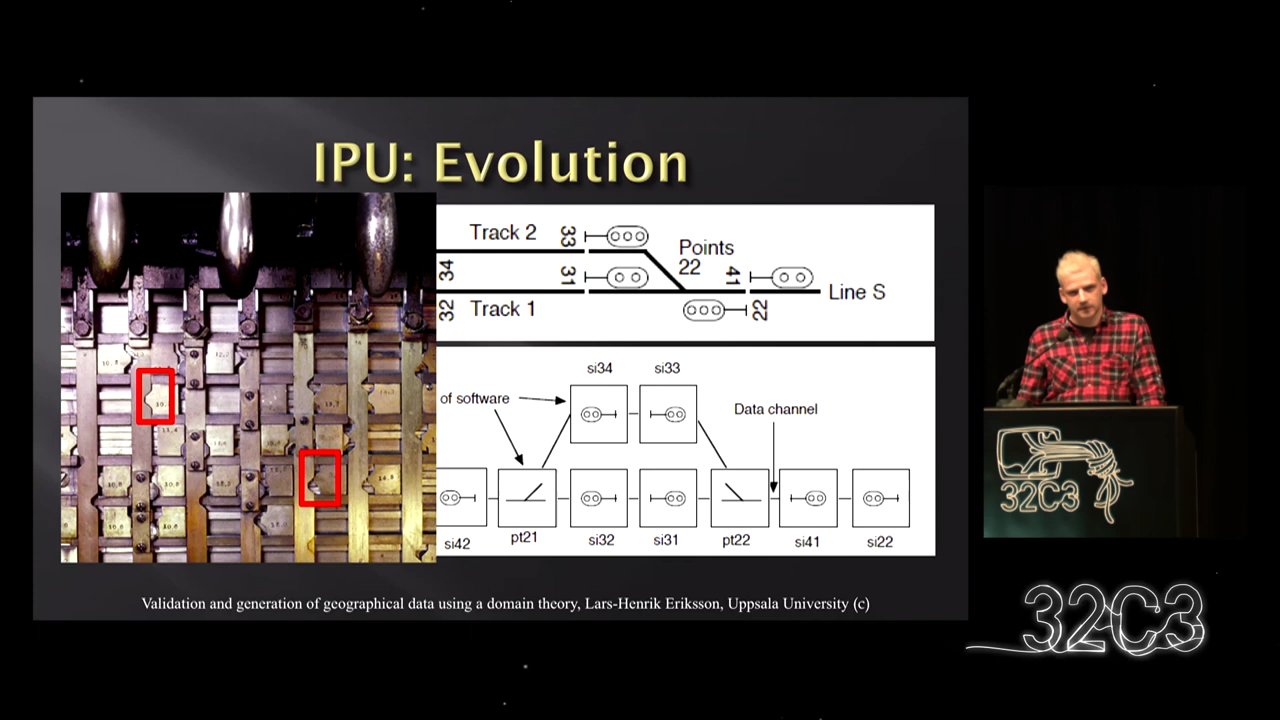 IPU: Evolution
Track 2
33
Points
22
34
31
41
Line S
32
Track 1
22
si34
si33
of software
Data channel
si42
pt21
si32
si31
pt22
si41
si22
Validation and generation of geographical data using a domain theory, Lars-Henrik Eriksson, Uppsala University (c)
32C3
32C3